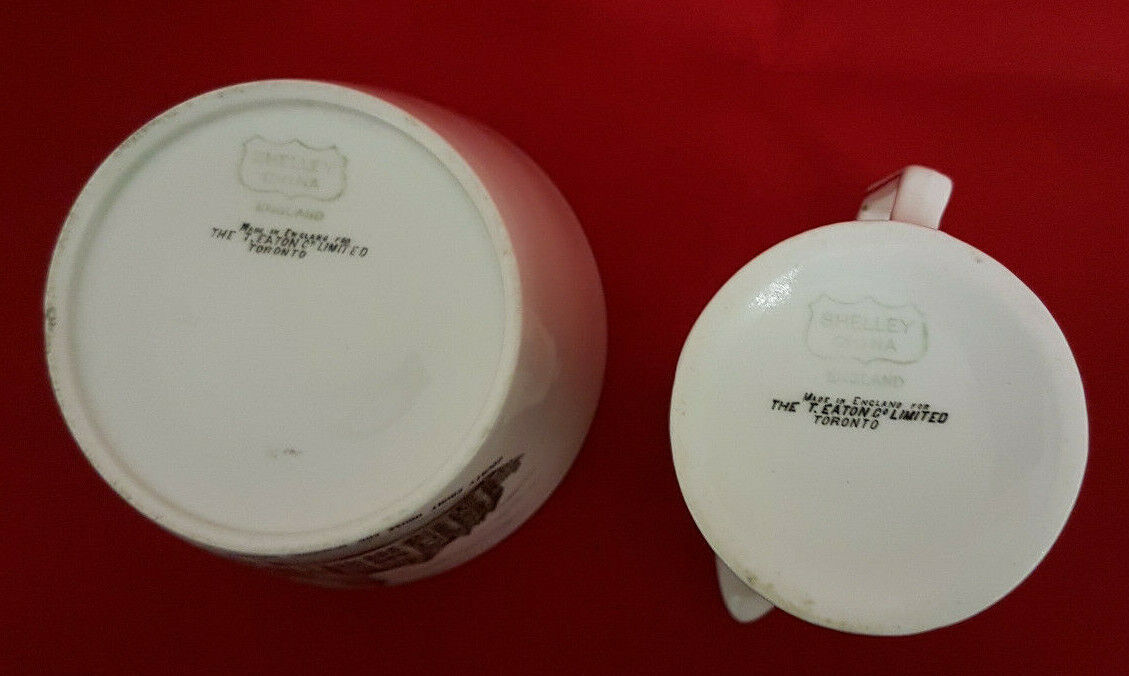 SHELLEY
CHINA
ENGLAND
MADE IN ENGLAND FOR
THE T. EATON Co LIMITED
TORONTO
SHELLEY
CHINA
ENGLAND
MADE IN ENGLAND FOR
THE T. EATON Co LIMITED
TORONTO